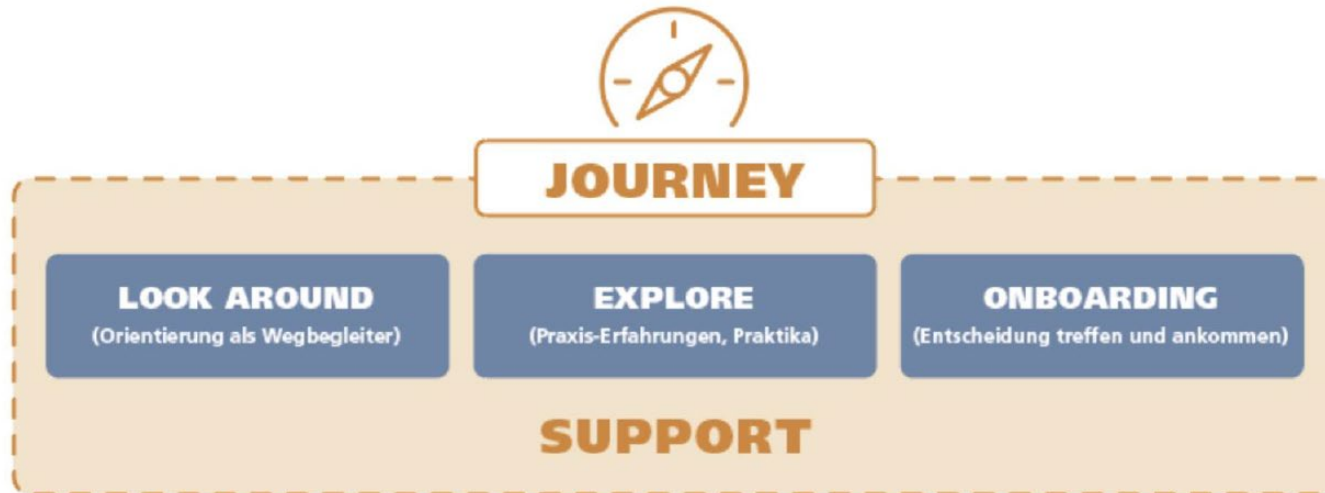 JOURNEY
LOOK AROUND
(Orientierung als Wegbegleiter)
EXPLORE
(Praxis-Erfahrungen, Praktika)
ONBOARDING
(Entscheidung treffen und ankommen)
SUPPORT